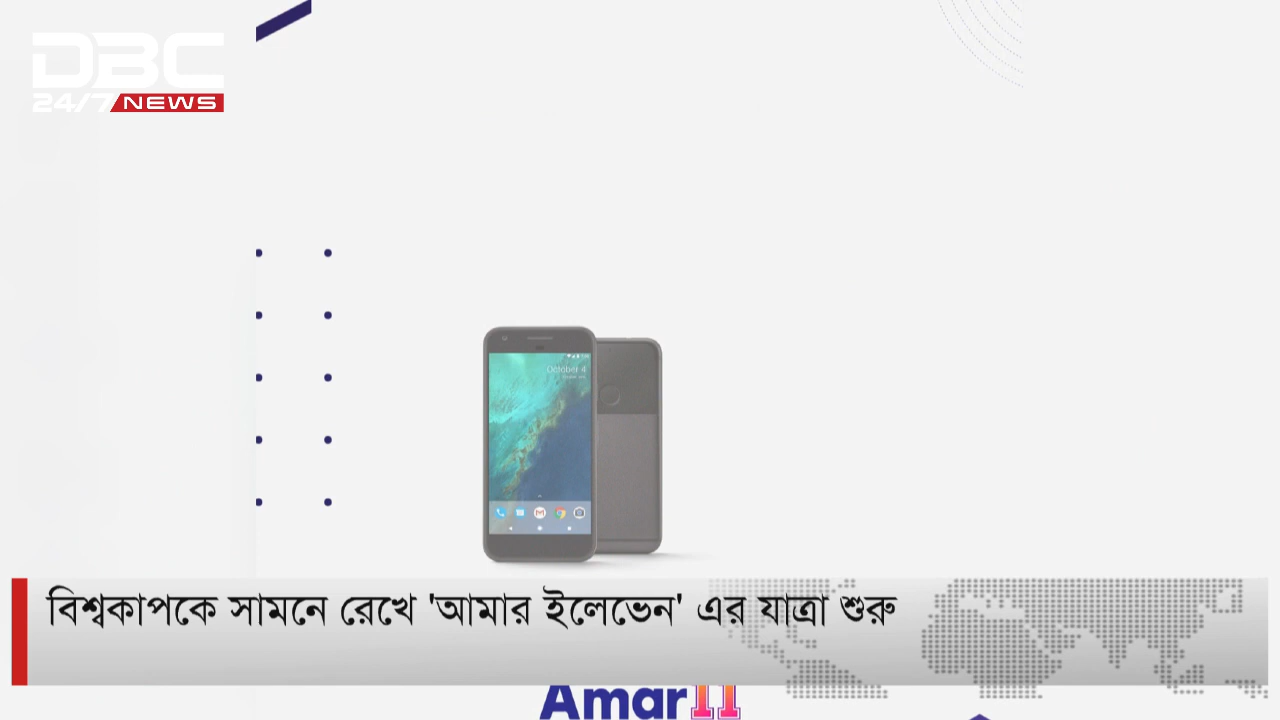 DBC
24/7 NEWS
October 4
বিশ্বকাপকে সামনে রেখে 'আমার ইলেভেন' এর যাত্রা শুরু
Amar11